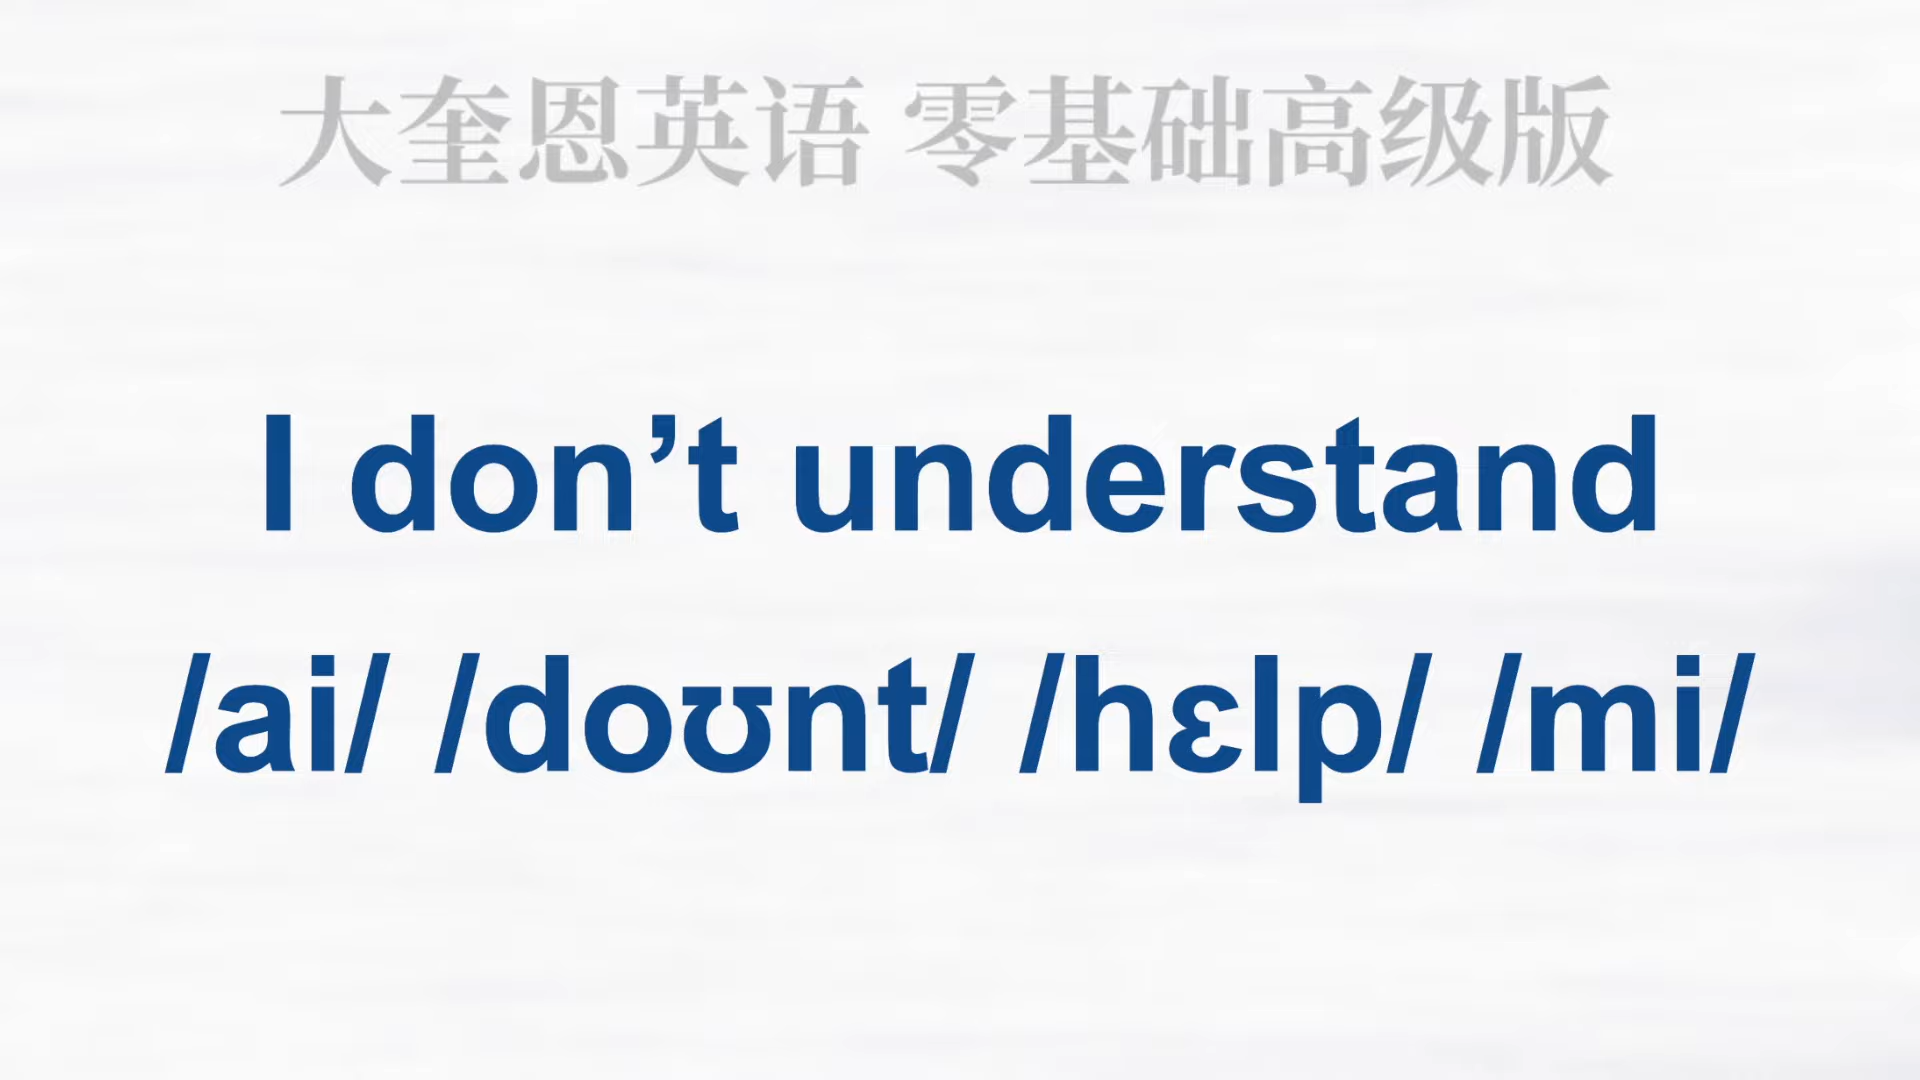 大奎恩英语 零基础高级版
I don’t understand
/ai/ /doʊnt/ /hɛlp/ /mi/